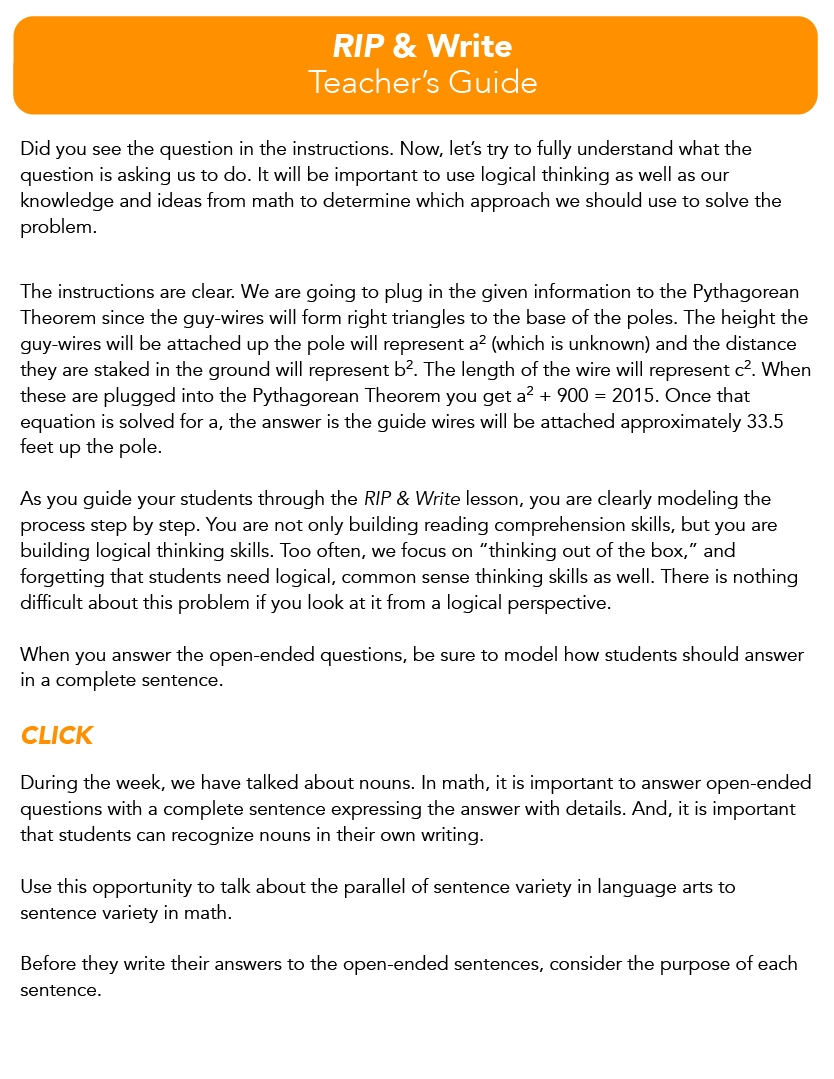 RIP & Write
Teacher’s Guide
Did you see the question in the instructions. Now, let’s try to fully understand what the
question is asking us to do. It will be important to use logical thinking as well as our
knowledge and ideas from math to determine which approach we should use to solve the
problem.
The instructions are clear. We are going to plug in the given information to the Pythagorean
Theorem since the guy-wires will form right triangles to the base of the poles. The height the
guy-wires will be attached up the pole will represent a² (which is unknown) and the distance
they are staked in the ground will represent b². The length of the wire will represent c². When
these are plugged into the Pythagorean Theorem you get a² + 900 = 2015. Once that
equation is solved for a, the answer is the guide wires will be attached approximately 33.5
feet up the pole.
As you guide your students through the RIP & Write lesson, you are clearly modeling the
process step by step. You are not only building reading comprehension skills, but you are
building logical thinking skills. Too often, we focus on “thinking out of the box,” and
forgetting that students need logical, common sense thinking skills as well. There is nothing
difficult about this problem if you look at it from a logical perspective.
When you answer the open-ended questions, be sure to model how students should answer
in a complete sentence.
CLICK
During the week, we have talked about nouns. In math, it is important to answer open-ended
questions with a complete sentence expressing the answer with details. And, it is important
that students can recognize nouns in their own writing.
Use this opportunity to talk about the parallel of sentence variety in language arts to
sentence variety in math.
Before they write their answers to the open-ended sentences, consider the purpose of each
sentence.